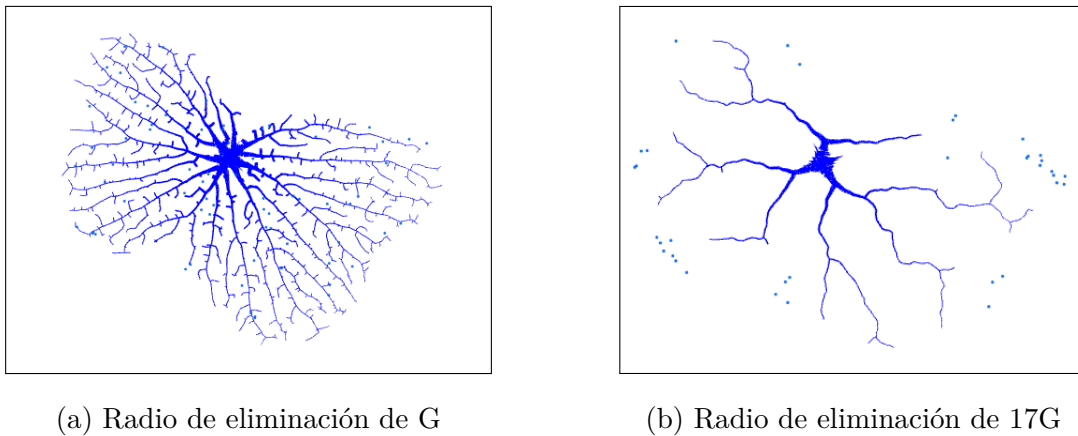 (a) Radio de eliminación de G
(b) Radio de eliminación de 17G